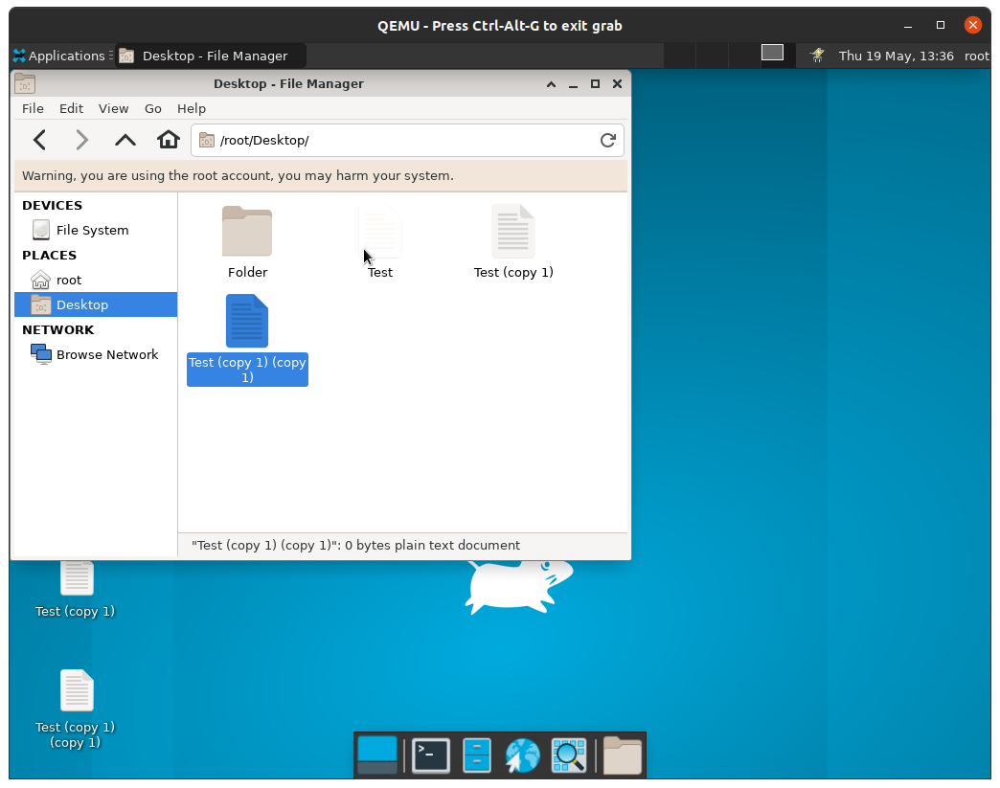 QEMU - Press Ctrl-Alt-G to exit grab
Applications
Desktop - File Manager
Thu 19 May, 13:36
root
Desktop - File Manager
File
Edit
View
Go
Help
/root/Desktop/
Warning, you are using the root account, you may harm your system.
DEVICES
File System
PLACES
root
Desktop
NETWORK
Browse Network
Folder
Test
Test (copy 1)
Test (copy 1) (copy
1)
"Test (copy 1) (copy 1)": 0 bytes plain text document
Test (copy 1)
Test (copy 1)
(copy 1)
>_